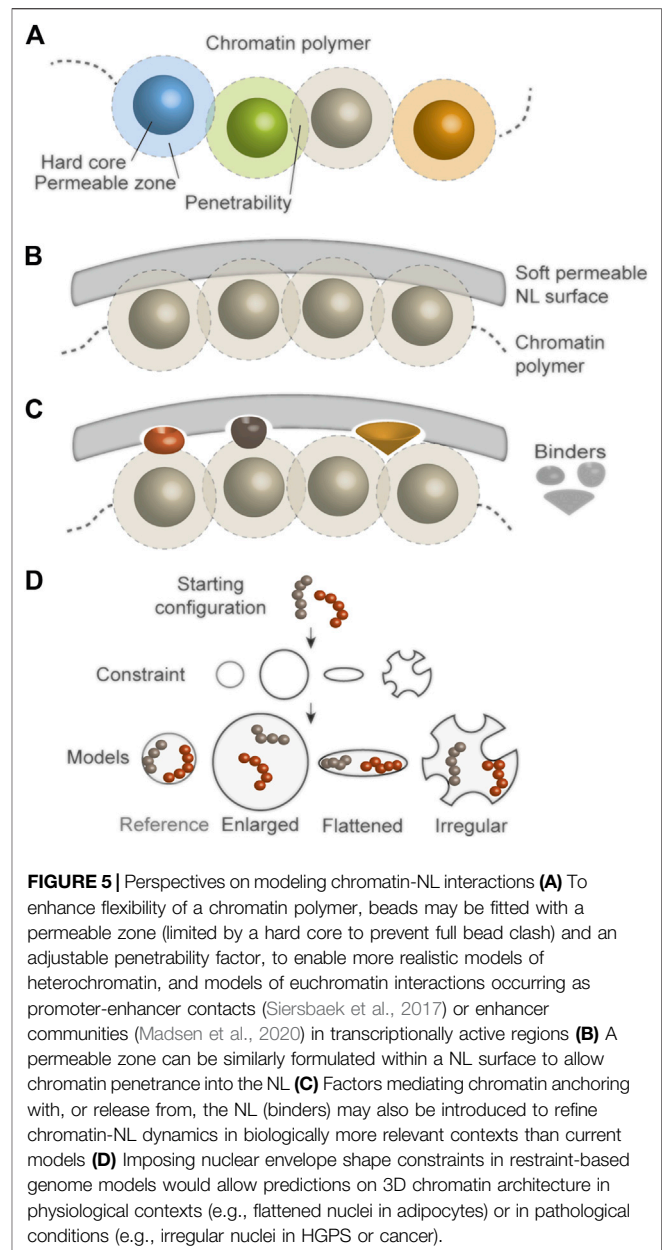 A
Chromatin polymer
Hard core
Permeable zone
Penetrability
B
Soft permeable
NL surface
Chromatin
polymer
C
Binders
D
Starting
configuration
Constraint
Models
Reference Enlarged Flattened Irregular
FIGURE 5 | Perspectives on modeling chromatin-NL interactions (A) To
enhance flexibility of a chromatin polymer, beads may be fitted with a
permeable zone (limited by a hard core to prevent full bead clash) and an
adjustable penetrability factor, to enable more realistic models of
heterochromatin, and models of euchromatin interactions occurring as
promoter-enhancer contacts (Siersbaek et al., 2017) or enhancer
communities (Madsen et al., 2020) in transcriptionally active regions (B) A
permeable zone can be similarly formulated within a NL surface to allow
chromatin penetrance into the NL (C) Factors mediating chromatin anchoring
with, or release from, the NL (binders) may also be introduced to refine
chromatin-NL dynamics in biologically more relevant contexts than current
models (D) Imposing nuclear envelope shape constraints in restraint-based
genome models would allow predictions on 3D chromatin architecture in
physiological contexts (e.g., flattened nuclei in adipocytes) or in pathological
conditions (e.g., irregular nuclei in HGPS or cancer).